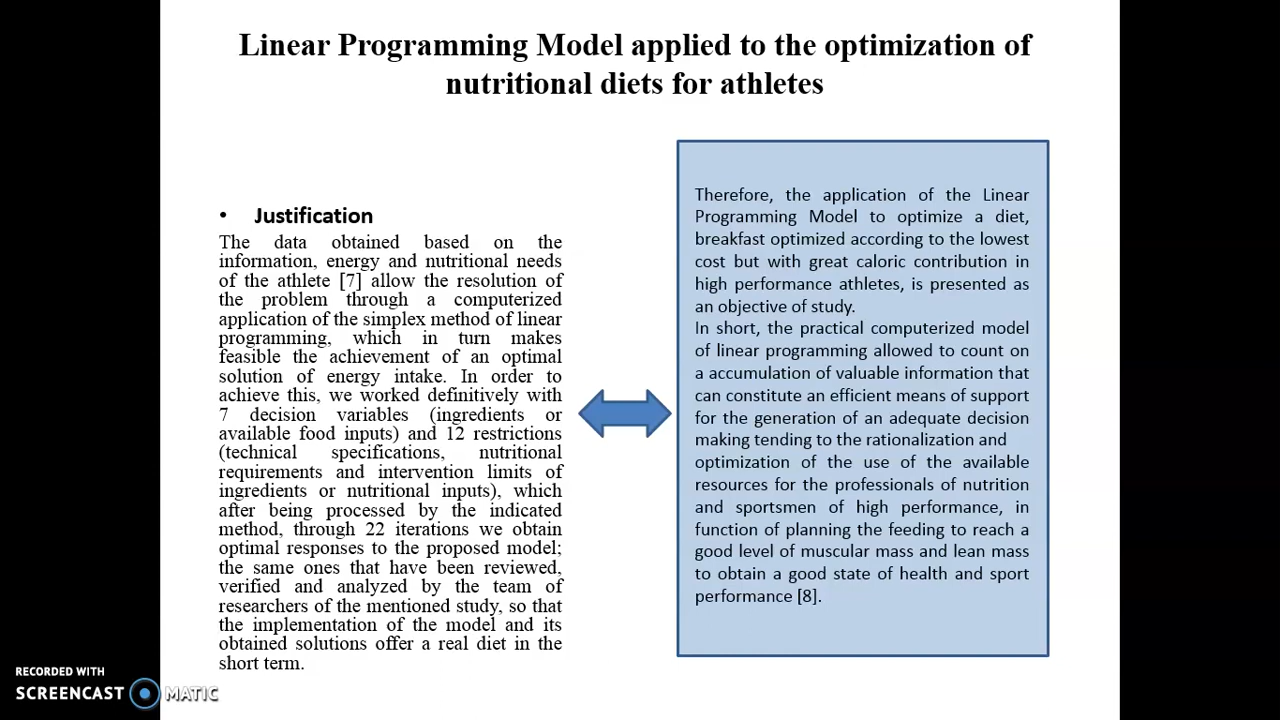 Linear Programming Model applied to the optimization of
nutritional diets for athletes
• Justification
The data obtained based on the
information, energy and nutritional needs
of the athlete [7] allow the resolution of
the problem through a computerized
application of the simplex method of linear
programming, which in turn makes
feasible the achievement of an optimal
solution of energy intake. In order to
achieve this, we worked definitively with
7 decision variables (ingredients or
available food inputs) and 12 restrictions
(technical specifications, nutritional
requirements and intervention limits of
ingredients or nutritional inputs), which
after being processed by the indicated
method, through 22 iterations we obtain
optimal responses to the proposed model;
the same ones that have been reviewed,
verified and analyzed by the team of
researchers of the mentioned study, so that
the implementation of the model and its
obtained solutions offer a real diet in the
short term.
Therefore, the application of the Linear
Programming Model to optimize a diet,
breakfast optimized according to the lowest
cost but with great caloric contribution in
high performance athletes, is presented as
an objective of study.
In short, the practical computerized model
of linear programming allowed to count on
a accumulation of valuable information that
can constitute an efficient means of support
for the generation of an adequate decision
making tending to the rationalization and
optimization of the use of the available
resources for the professionals of nutrition
and sportsmen of high performance, in
function of planning the feeding to reach a
good level of muscular mass and lean mass
to obtain a good state of health and sport
performance [8].
RECORDED WITH
SCREENCAST MATIC